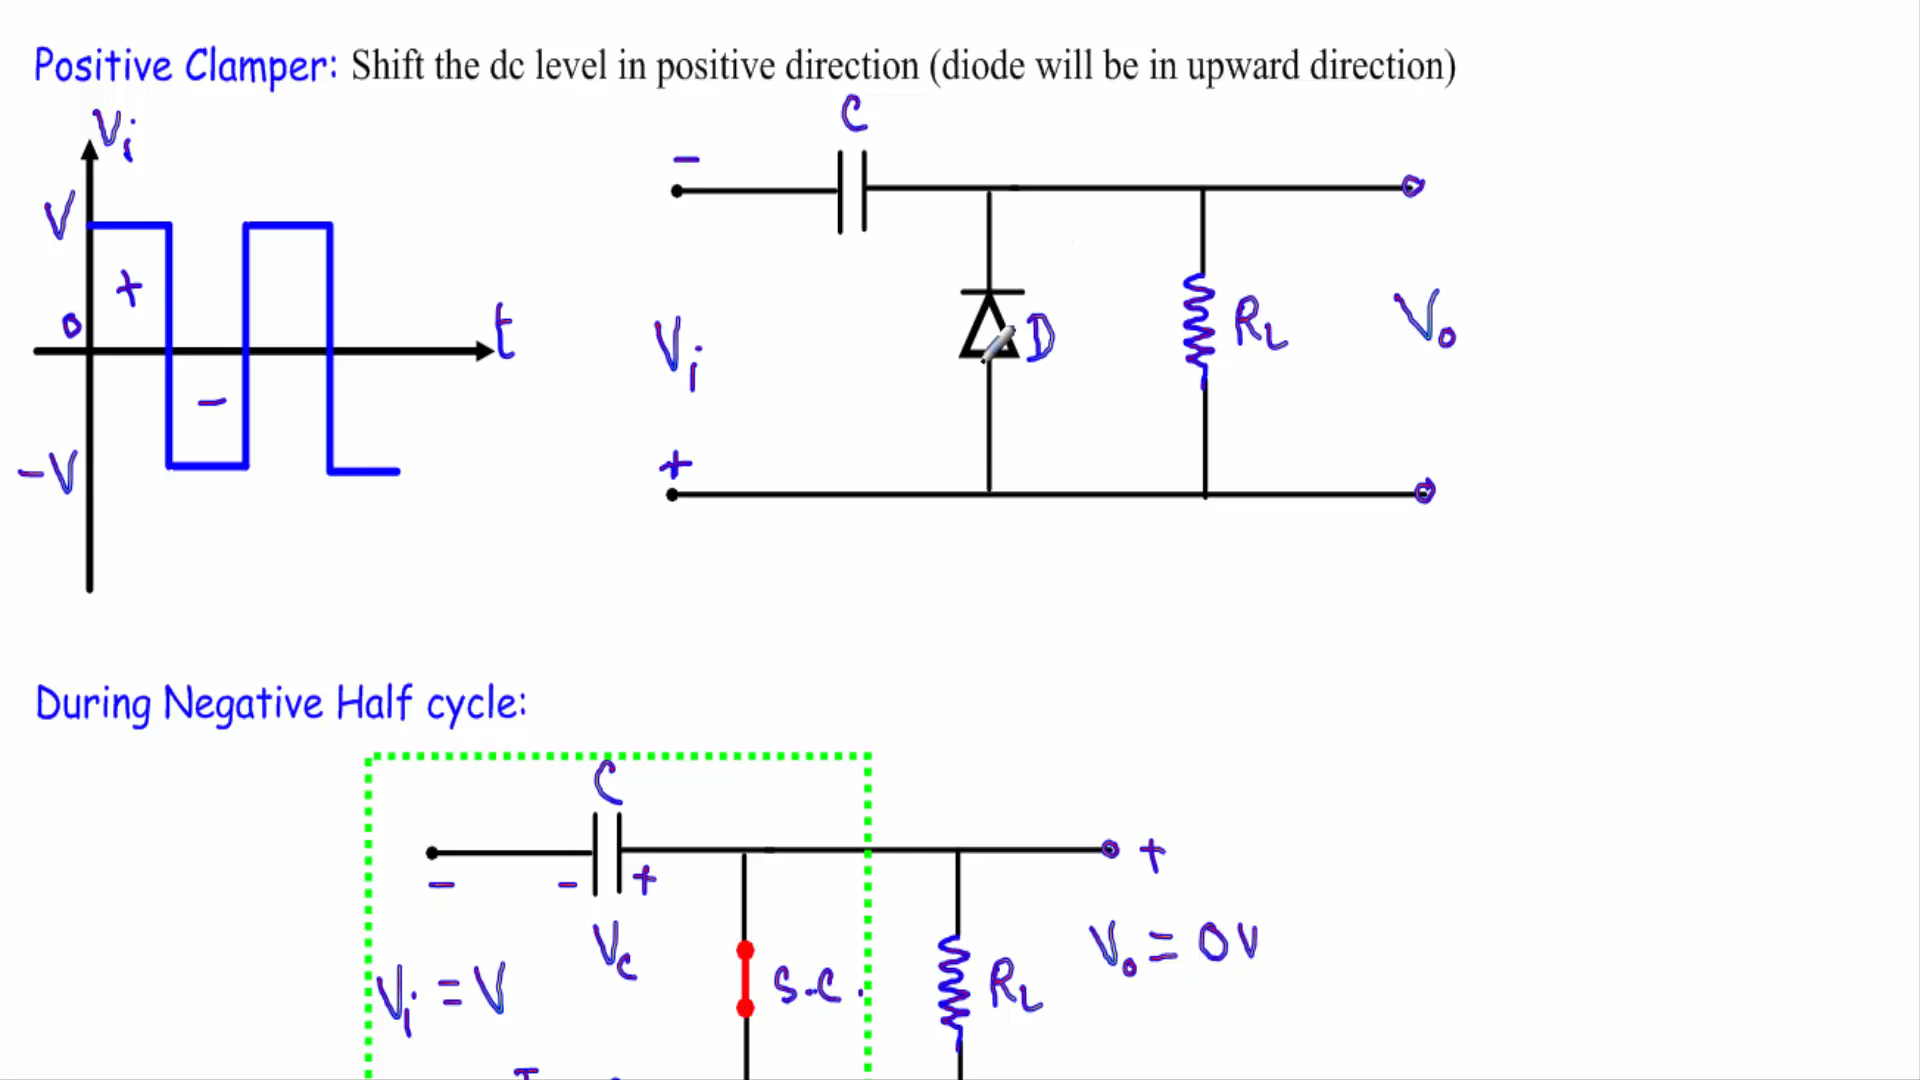 Positive Clamper: Shift the dc level in positive direction (diode will be in upward direction)
Vi
V
+
0
t
-
-V
C
-
Vi
+
D
RL
Vo
During Negative Half cycle:
C
-
-
+
+
Vc
Vi = V
S.C.
RL
Vo = 0V